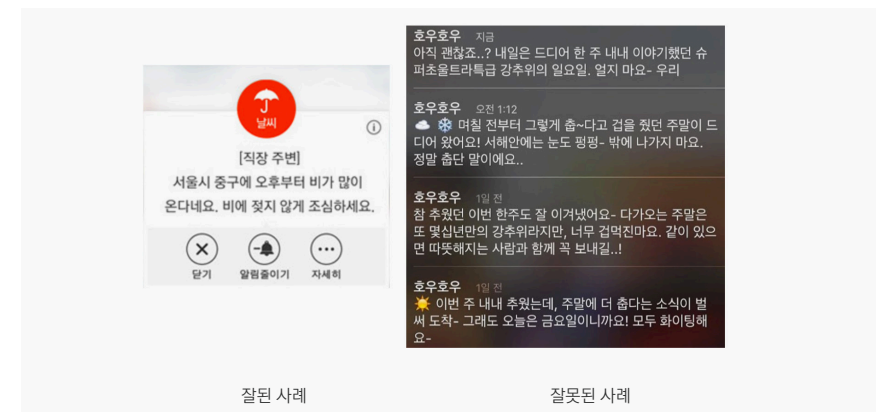 날씨
[직장 주변]
서울시 중구에 오후부터 비가 많이
온다네요. 비에 젖지 않게 조심하세요.
닫기 알림줄이기 자세히
호우호우 지금
아직 괜찮죠..? 내일은 드디어 한 주 내내 이야기했던 슈
퍼초울트라특급 강추위의 일요일. 얼지 마요- 우리
호우호우 오전 1:12
☁️ ❄️ 며칠 전부터 그렇게 춥~다고 겁을 줬던 주말이 드
디어 왔어요! 서해안에는 눈도 펑펑- 밖에 나가지 마요.
정말 춥단 말이에요..
호우호우 1일 전
참 추웠던 이번 한주도 잘 이겨냈어요- 다가오는 주말은
또 몇십년만의 강추위라지만, 너무 겁먹진마요. 같이 있으
면 따뜻해지는 사람과 함께 꼭 보내길..!
호우호우 1일 전
☀️ 이번 주 내내 추웠는데, 주말에 더 춥다는 소식이 벌
써 도착- 그래도 오늘은 금요일이니까요! 모두 화이팅해
요-
잘된 사례
잘못된 사례